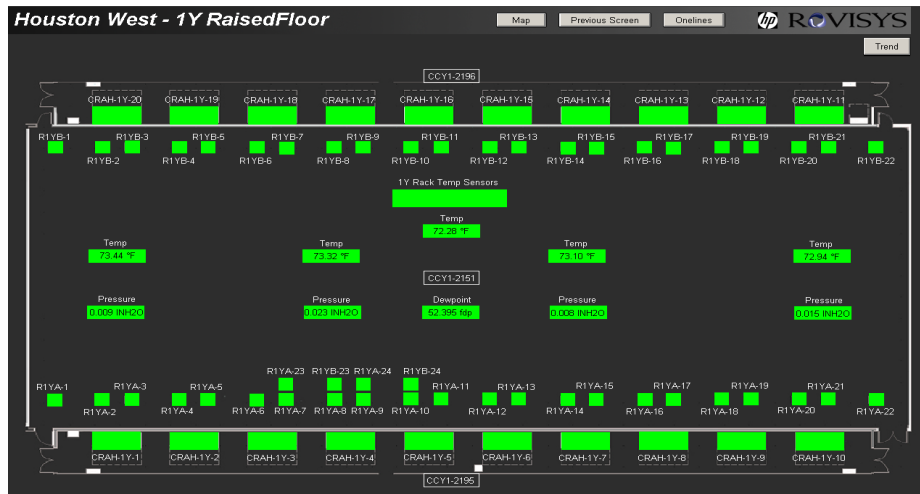 Houston West - 1Y RaisedFloor
Map Previous Screen Onelines hp ROVISYS
Trend
CCY1-2196
CRAH-1Y-20 CRAH-1Y-19 CRAH-1Y-18 CRAH-1Y-17 CRAH-1Y-16 CRAH-1Y-15 CRAH-1Y-14 CRAH-1Y-13 CRAH-1Y-12 CRAH-1Y-11
R1YB-1 R1YB-3 R1YB-5 R1YB-7 R1YB-9 R1YB-11 R1YB-13 R1YB-15 R1YB-17 R1YB-19 R1YB-21
R1YB-2 R1YB-4 R1YB-6 R1YB-8 R1YB-10 R1YB-12 R1YB-14 R1YB-16 R1YB-18 R1YB-20 R1YB-22
1Y Rack Temp Sensors
Temp
72.28 °F
Temp Temp Temp Temp
73.44 °F 73.32 °F 73.10 °F 72.94 °F
CCY1-2151
Pressure Pressure Dewpoint Pressure Pressure
0.009 INH2O 0.023 INH2O 52.395 fdp 0.008 INH2O 0.015 INH2O
R1YA-23 R1YB-23 R1YA-24 R1YB-24
R1YA-1 R1YA-3 R1YA-5 R1YA-11 R1YA-13 R1YA-15 R1YA-17 R1YA-19 R1YA-21
R1YA-2 R1YA-4 R1YA-6 R1YA-7 R1YA-8 R1YA-9 R1YA-10 R1YA-12 R1YA-14 R1YA-16 R1YA-18 R1YA-20 R1YA-22
CRAH-1Y-1 CRAH-1Y-2 CRAH-1Y-3 CRAH-1Y-4 CRAH-1Y-5 CRAH-1Y-6 CRAH-1Y-7 CRAH-1Y-8 CRAH-1Y-9 CRAH-1Y-10
CCY1-2195